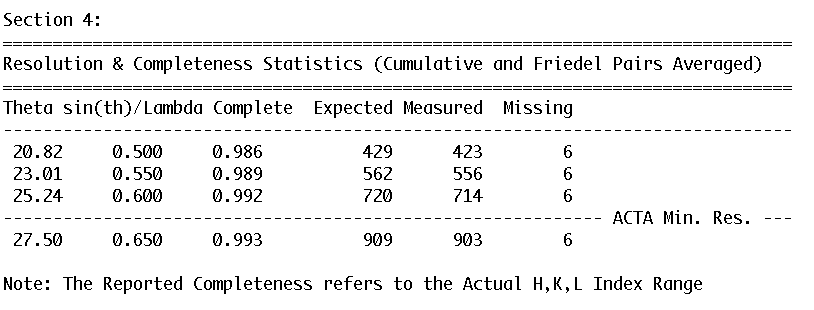 Section 4:
===============================================================================
Resolution & Completeness Statistics (Cumulative and Friedel Pairs Averaged)
===============================================================================
Theta sin(th)/Lambda Complete  Expected Measured  Missing
-------------------------------------------------------------------------------
 20.82     0.500     0.986          429      423        6
 23.01     0.550     0.989          562      556        6
 25.24     0.600     0.992          720      714        6
------------------------------------------------------------ ACTA Min. Res. ---
 27.50     0.650     0.993          909      903        6
Note: The Reported Completeness refers to the Actual H,K,L Index Range